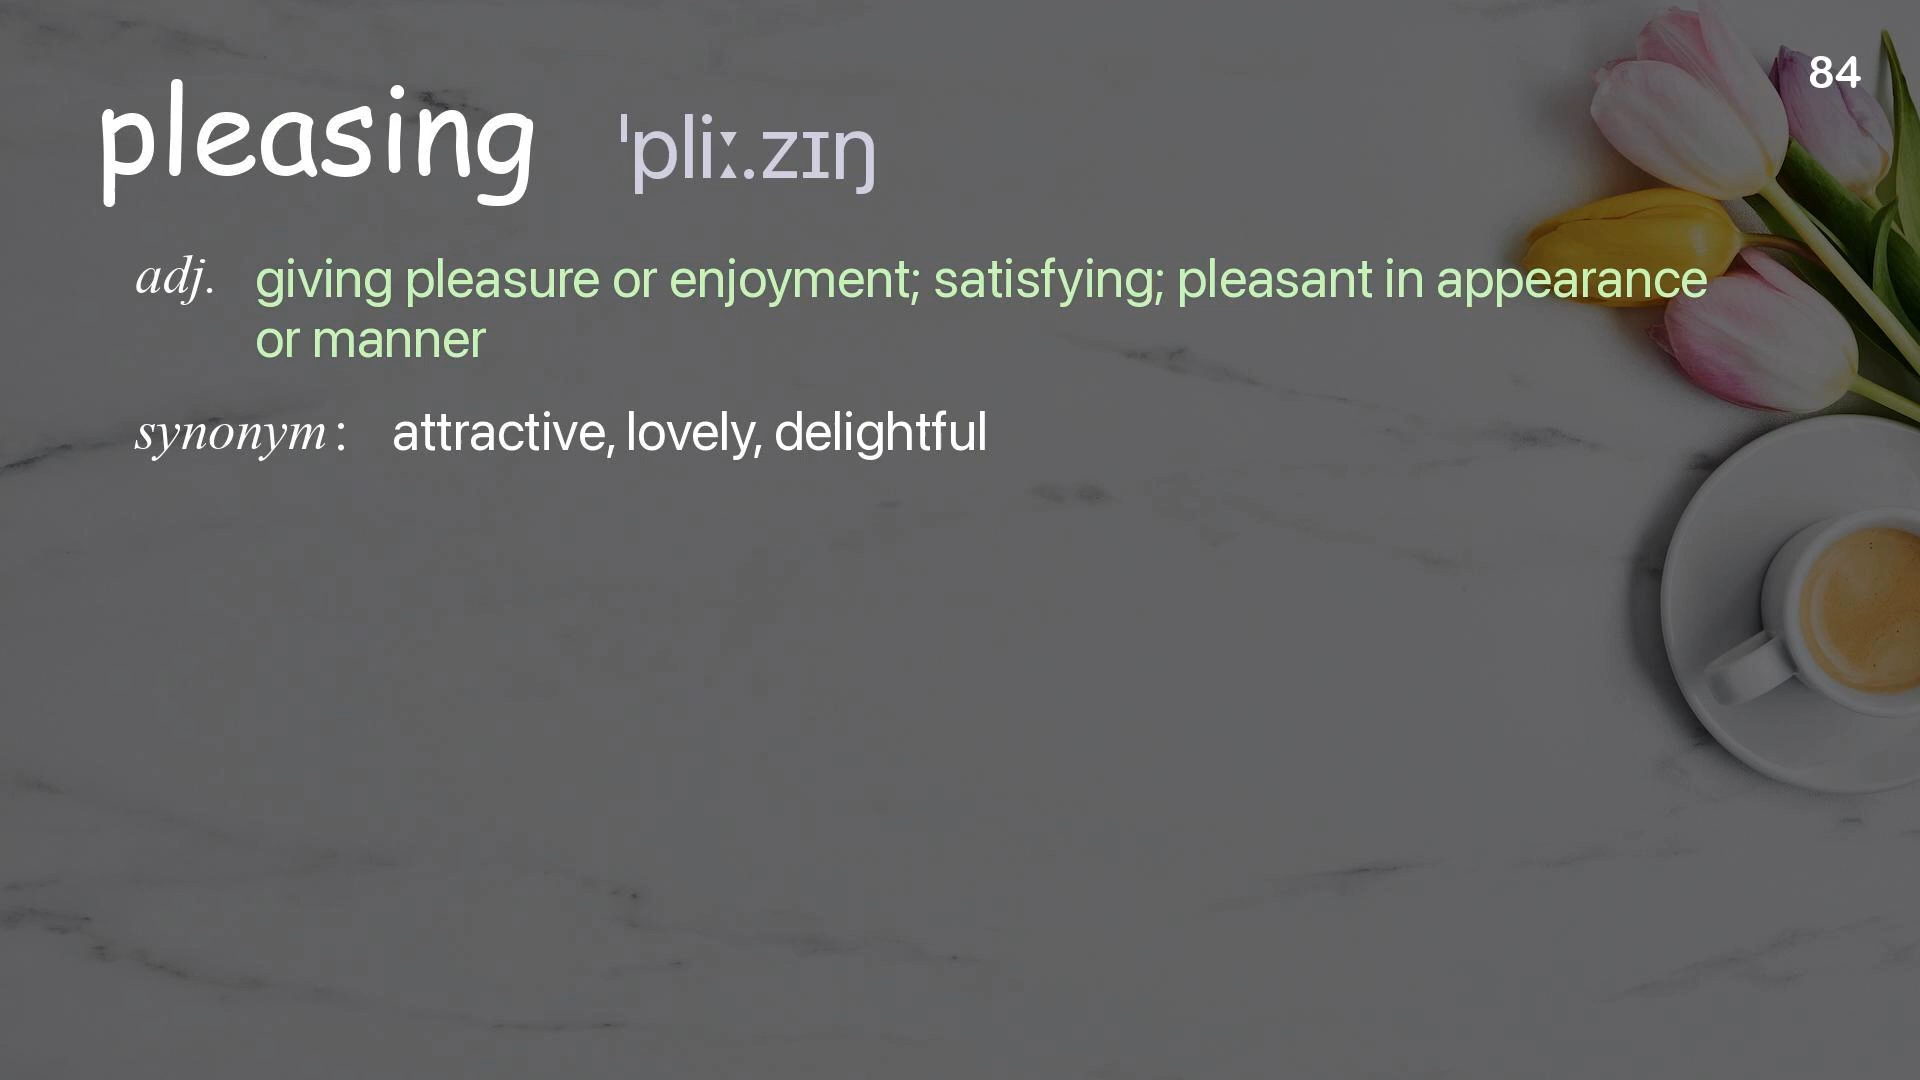 84
pleasing ˈpliː.zɪŋ
adj. giving pleasure or enjoyment; satisfying; pleasant in appearance
or manner
synonym: attractive, lovely, delightful